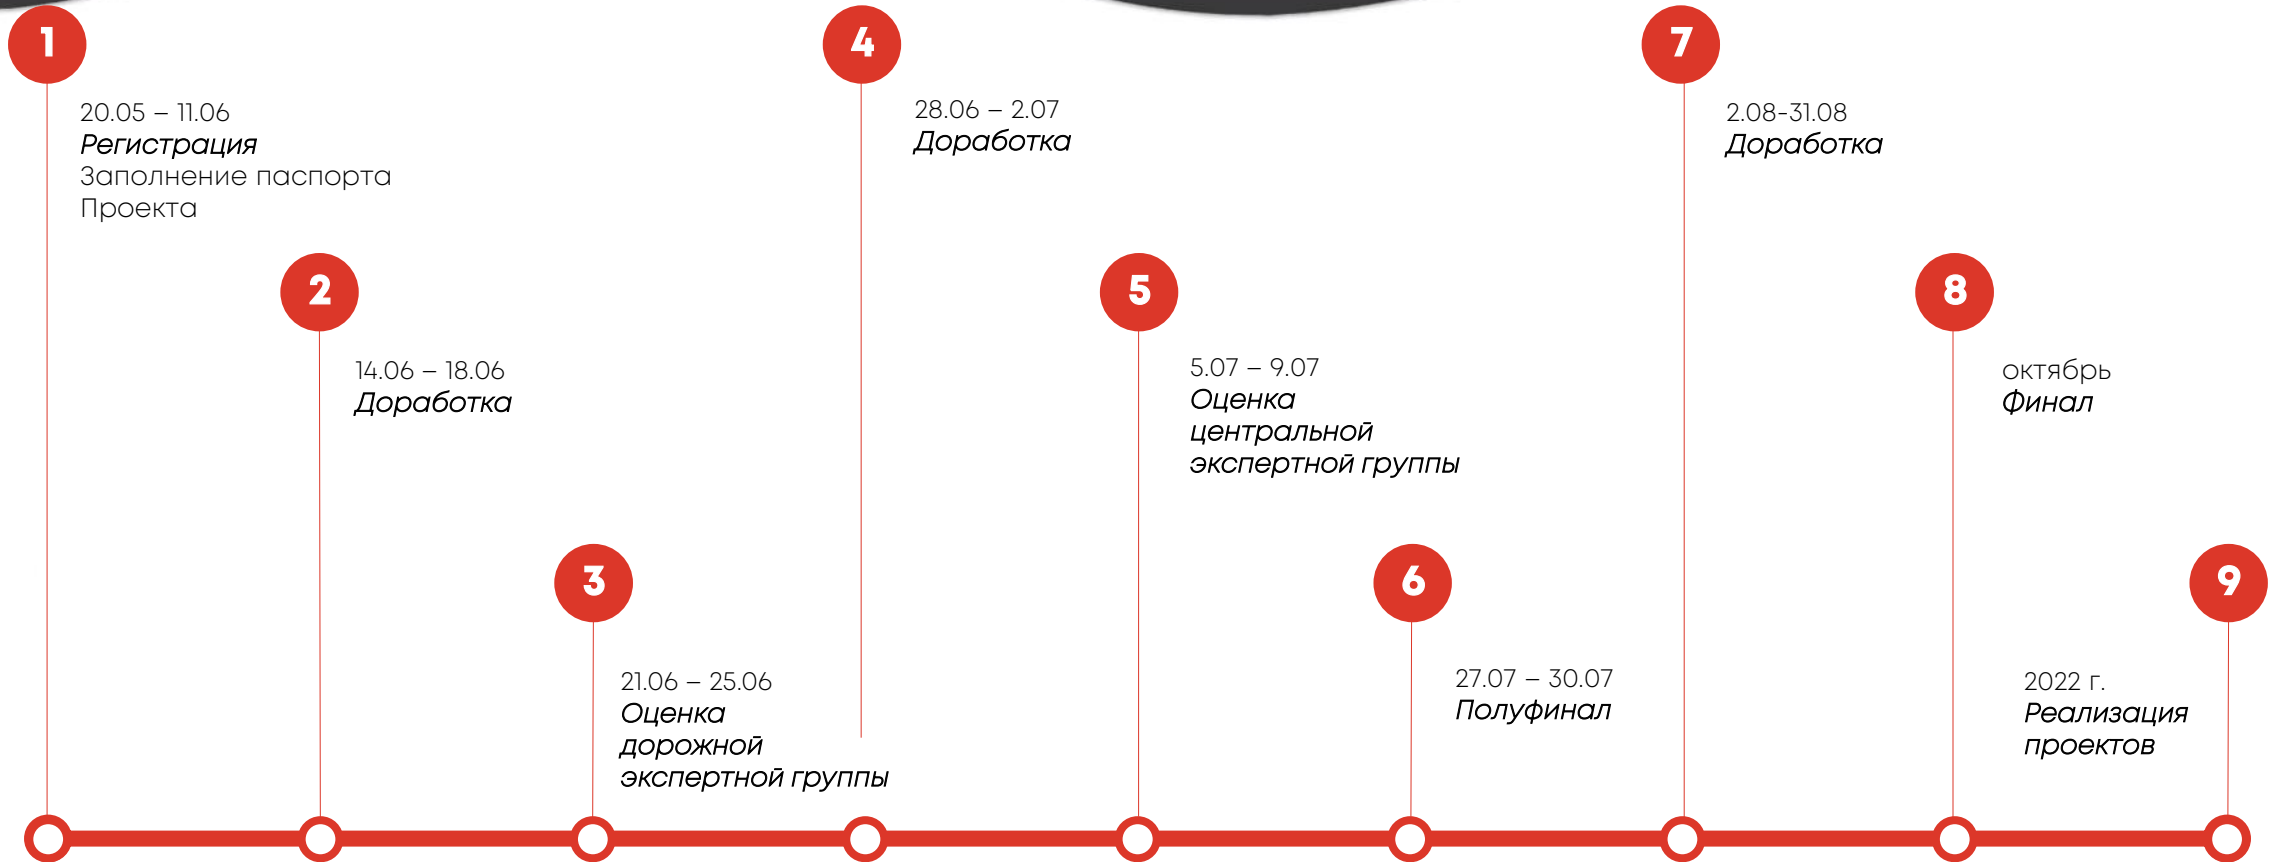 1
20.05 – 11.06
Регистрация
Заполнение паспорта
Проекта
2
14.06 – 18.06
Доработка
3
21.06 – 25.06
Оценка
дорожной
экспертной группы
4
28.06 – 2.07
Доработка
5
5.07 – 9.07
Оценка
центральной
экспертной группы
6
27.07 – 30.07
Полуфинал
7
2.08-31.08
Доработка
8
октябрь
Финал
9
2022 г.
Реализация
проектов